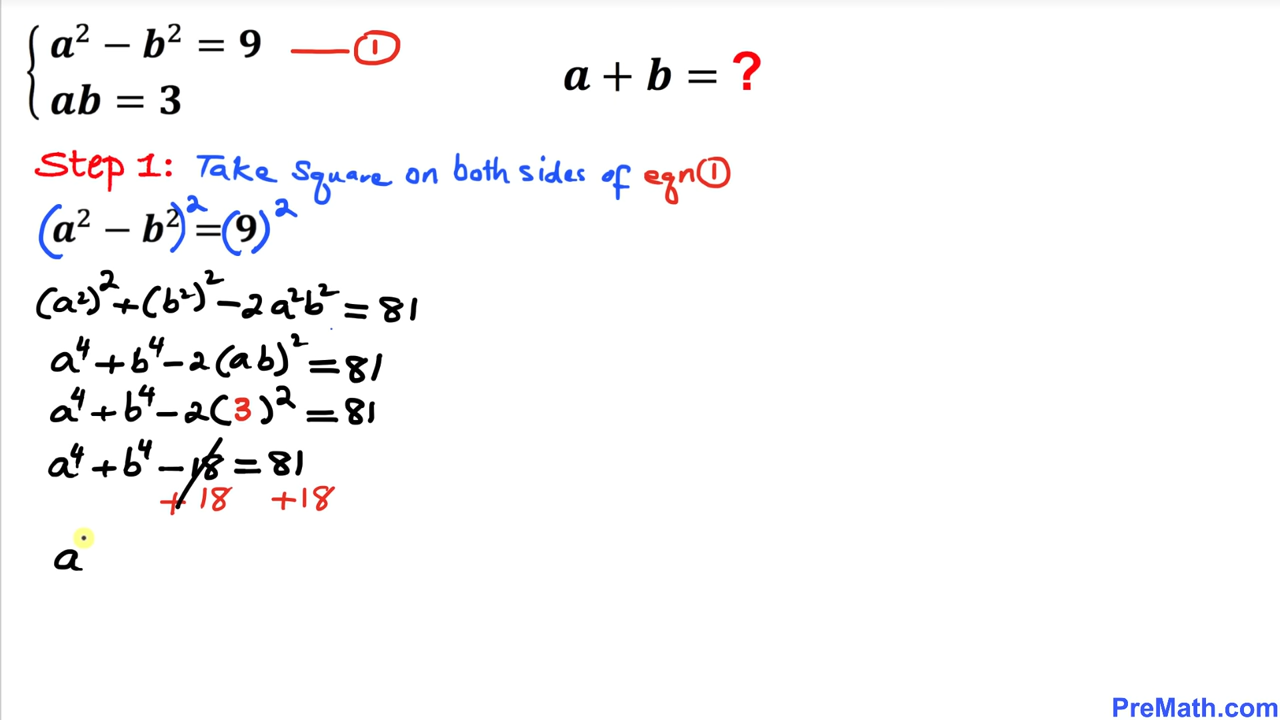 a² − b² = 9 —— ①
ab = 3
a + b = ?
Step 1: Take Square on both sides of eqn ①
(a² − b²)² = (9)²
(a²)² + (b²)² − 2a²b² = 81
a⁴ + b⁴ − 2(ab)² = 81
a⁴ + b⁴ − 2(3)² = 81
a⁴ + b⁴ − 18 = 81
+18 +18
a
PreMath.com